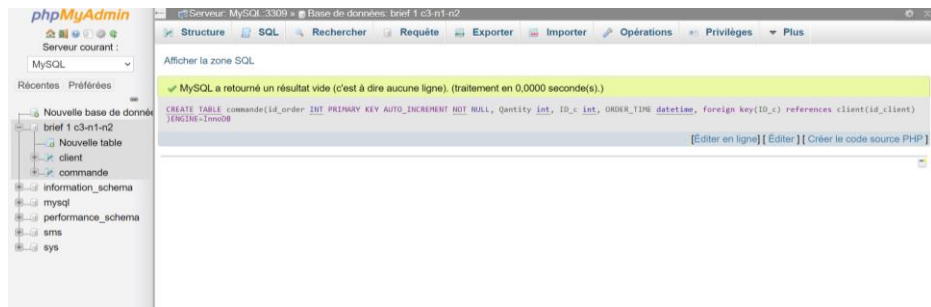 phpMyAdmin
Serveur courant :
MySQL
Récentes Préférées
Nouvelle base de donnée
brief 1 c3-n1-n2
Nouvelle table
client
commande
information_schema
mysql
performance_schema
sms
sys
Serveur: MySQL:3309 » Base de données: brief 1 c3-n1-n2
Structure SQL Rechercher Requête Exporter Importer Opérations Privilèges Plus
Afficher la zone SQL
MySQL a retourné un résultat vide (c'est à dire aucune ligne). (traitement en 0,0000 seconde(s).)
CREATE TABLE commande(id_order INT PRIMARY KEY AUTO_INCREMENT NOT NULL, Qantity int, ID_c int, ORDER_TIME datetime, foreign key(ID_c) references client(id_client)
)ENGINE=InnoDB
[Éditer en ligne] [ Éditer ] [ Créer le code source PHP ]